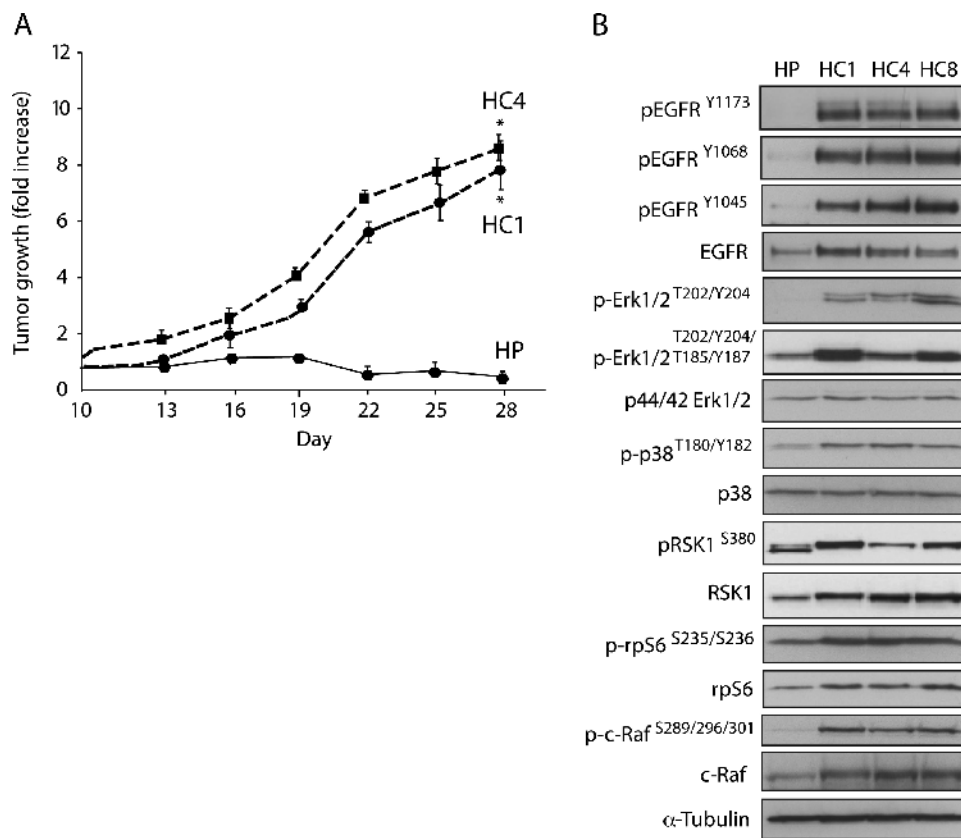 A
12
10
8
6
4
2
0
Tumor growth (fold increase)
HC4
*
*
HC1
HP
10 13 16 19 22 25 28
Day
B
HP HC1 HC4 HC8
pEGFR Y1173
pEGFR Y1068
pEGFR Y1045
EGFR
p-Erk1/2 T202/Y204
T202/Y204/
p-Erk1/2 T185/Y187
p44/42 Erk1/2
p-p38 T180/Y182
p38
pRSK1 S380
RSK1
p-rpS6 S235/S236
rpS6
p-c-Raf S289/296/301
c-Raf
α-Tubulin